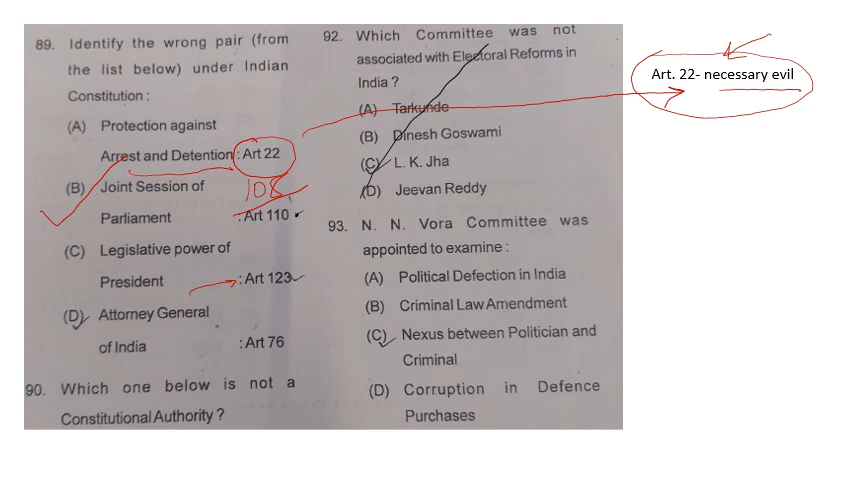 89. Identify the wrong pair (from
the list below) under Indian
Constitution :
(A) Protection against
Arrest and Detention : Art 22
(B) Joint Session of
108
Parliament : Art 110
(C) Legislative power of
President : Art 123
(D) Attorney General
of India : Art 76
90. Which one below is not a
Constitutional Authority ?
92. Which Committee was not
associated with Electoral Reforms in
India ?
(A) Tarkunde
(B) Dinesh Goswami
(C) L. K. Jha
(D) Jeevan Reddy
93. N. N. Vora Committee was
appointed to examine :
(A) Political Defection in India
(B) Criminal Law Amendment
(C) Nexus between Politician and
Criminal
(D) Corruption in Defence
Purchases
Art. 22- necessary evil